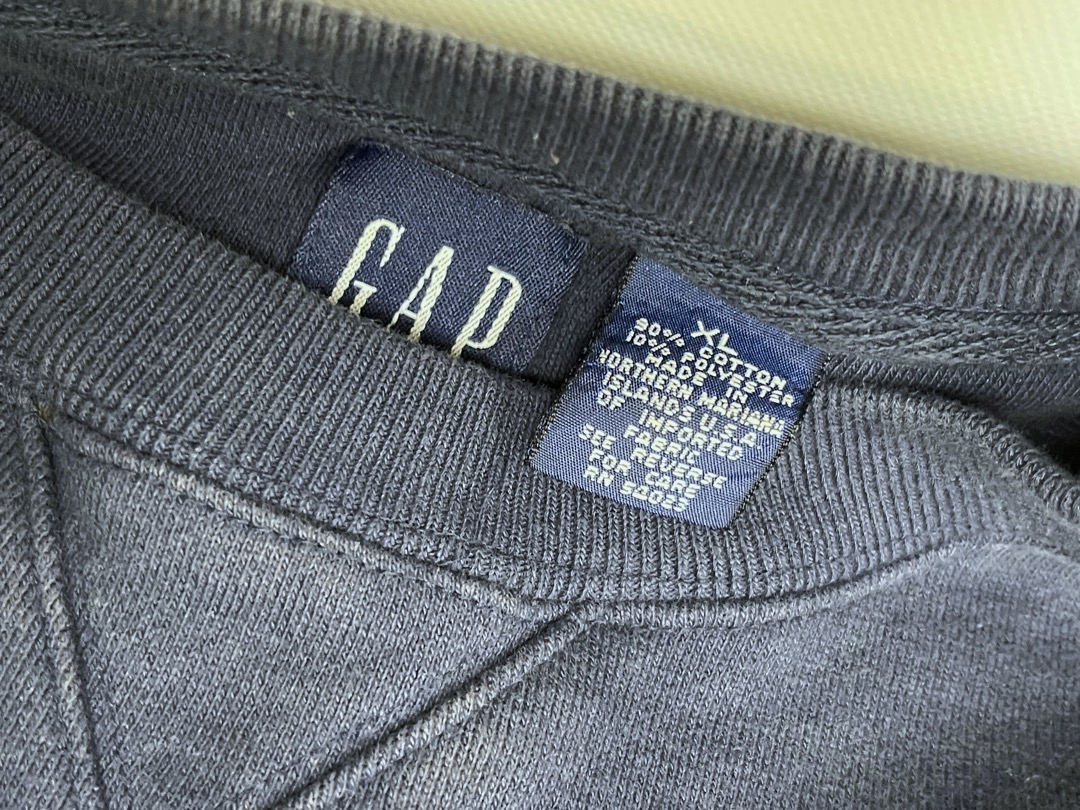 GAP
XL
90% COTTON
10% POLYESTER
MADE IN
NORTHERN MARIANA
ISLANDS U.S.A
OF IMPORTED
FABRIC
SEE REVERSE
FOR CARE
RN 54023